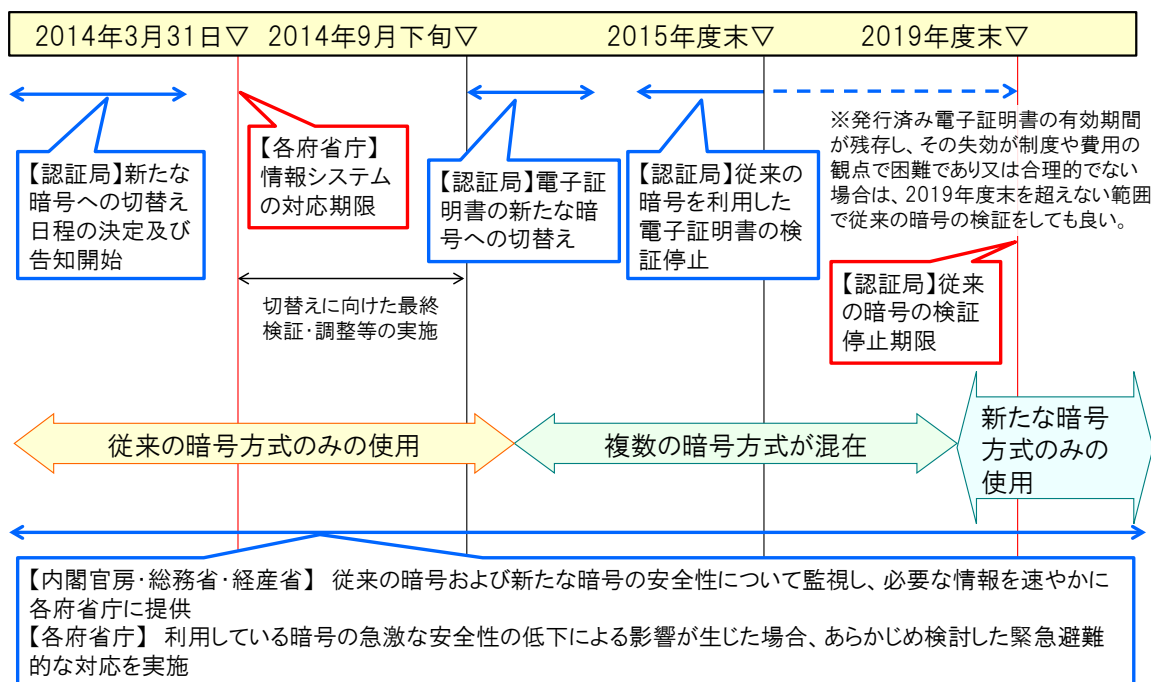 2014年3月31日▽ 2014年9月下旬▽ 2015年度末▽ 2019年度末▽
【認証局】新たな
暗号への切替え
日程の決定及び
告知開始
【各府省庁】
情報システム
の対応期限
【認証局】電子証
明書の新たな暗
号への切替え
【認証局】従来の
暗号を利用した
電子証明書の検
証停止
※発行済み電子証明書の有効期間
が残存し、その失効が制度や費用の
観点で困難であり又は合理的でない
場合は、2019年度末を超えない範囲
で従来の暗号の検証をしても良い。
【認証局】従来
の暗号の検証
停止期限
切替えに向けた最終
検証・調整等の実施
従来の暗号方式のみの使用
複数の暗号方式が混在
新たな暗号
方式のみの
使用
【内閣官房・総務省・経産省】 従来の暗号および新たな暗号の安全性について監視し、必要な情報を速やかに
各府省庁に提供
【各府省庁】 利用している暗号の急激な安全性の低下による影響が生じた場合、あらかじめ検討した緊急避難
的な対応を実施